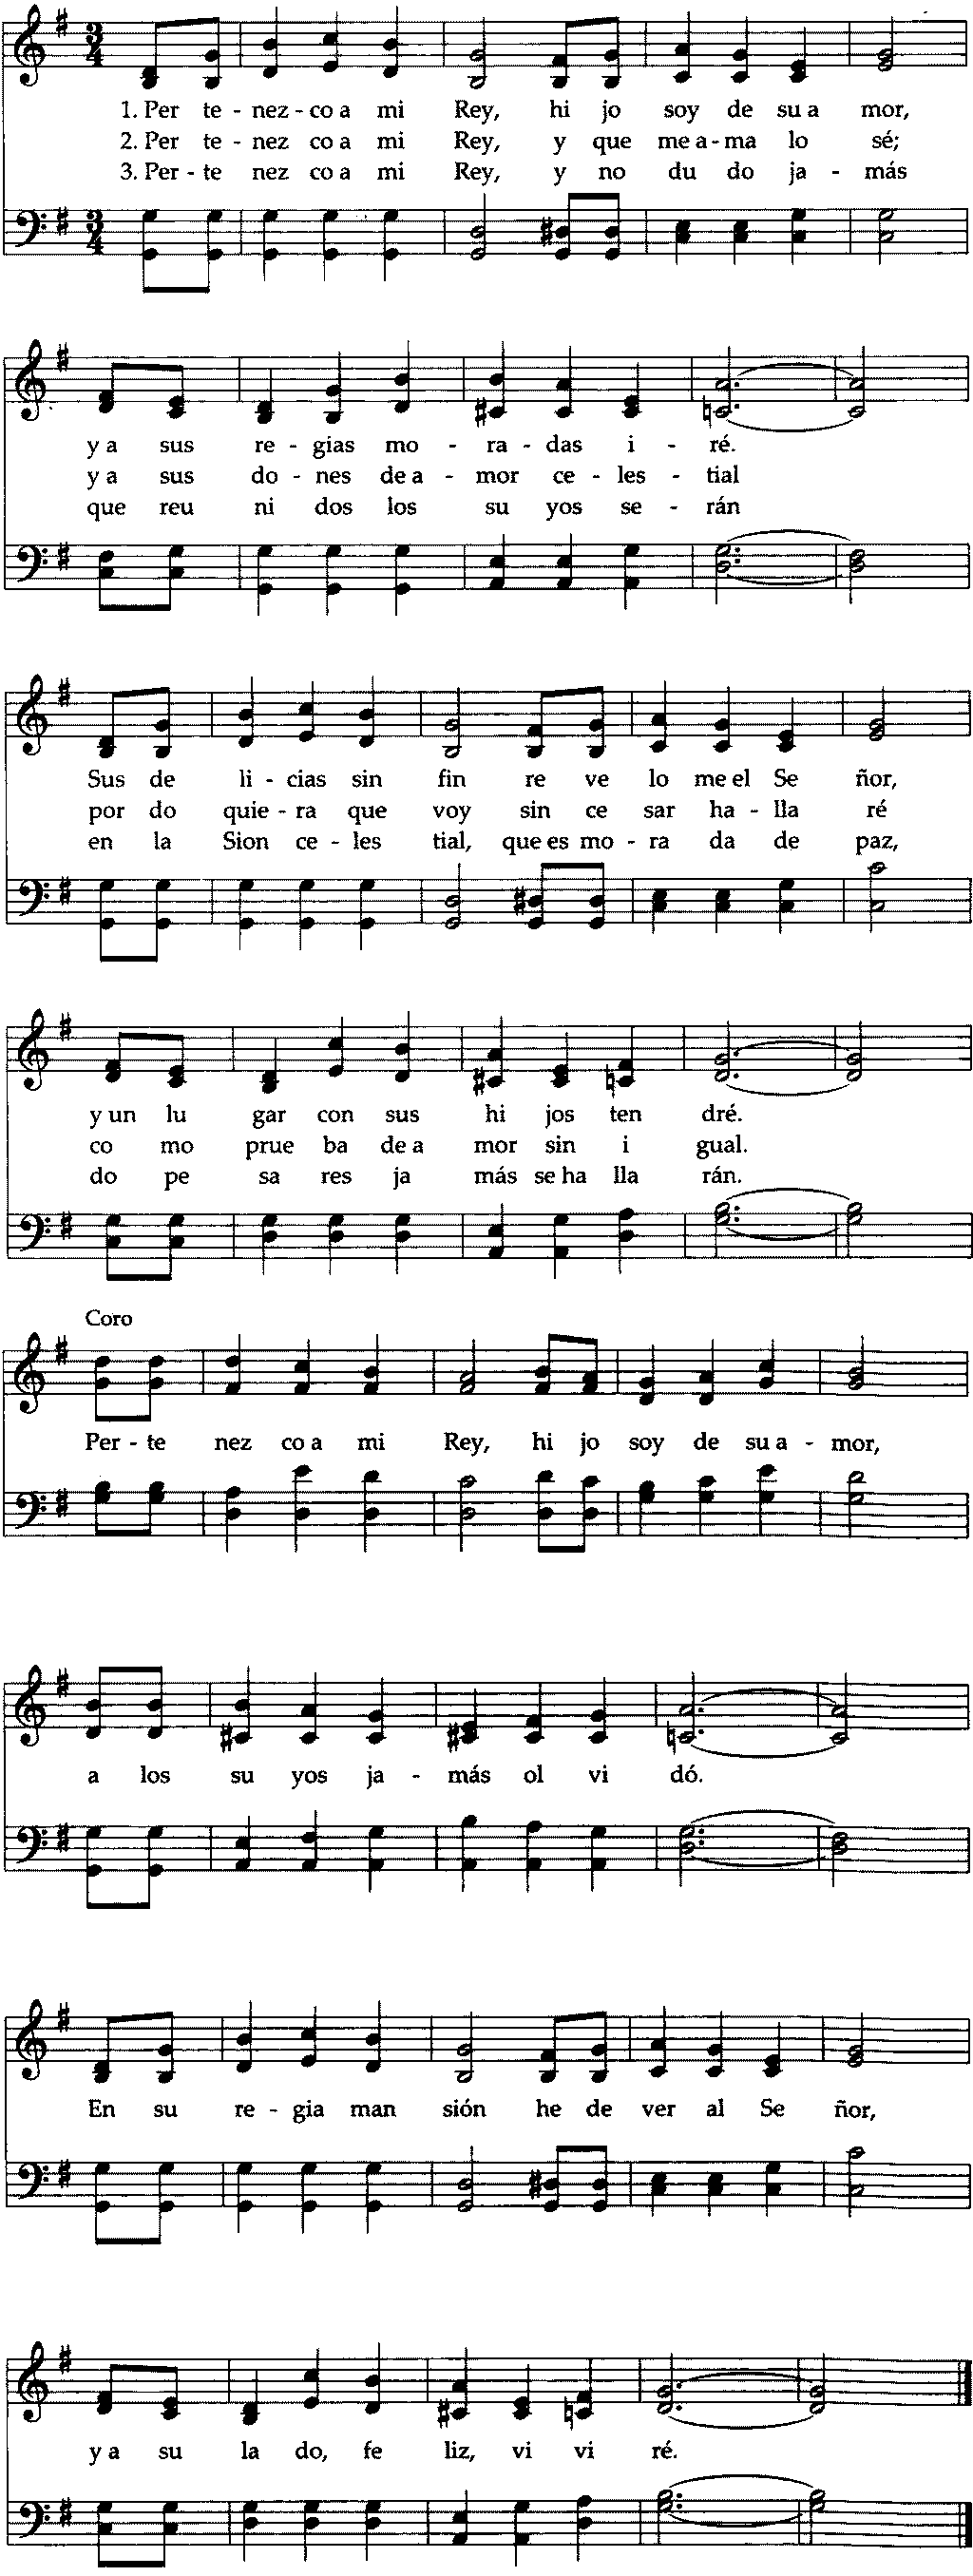 1. Per te - nez - co a mi Rey, hi jo soy de su a mor,
2. Per te - nez co a mi Rey, y que me a - ma lo sé;
3. Per - te nez co a mi Rey, y no du do ja - más
y a sus re - gias mo - ra - das i - ré.
y a sus do - nes de a - mor ce - les - tial
que reu ni dos los su yos se - rán
Sus de li - cias sin fin re ve lo me el Se ñor,
por do quie - ra que voy sin ce sar ha - lla ré
en la Sion ce - les tial, que es mo - ra da de paz,
y un lu gar con sus hi jos ten dré.
co mo prue ba de a mor sin i gual.
do pe sa res ja más se ha lla rán.
Coro
Per - te nez co a mi Rey, hi jo soy de su a - mor,
a los su yos ja - más ol vi dó.
En su re - gia man sión he de ver al Se ñor,
y a su la do, fe liz, vi vi ré.